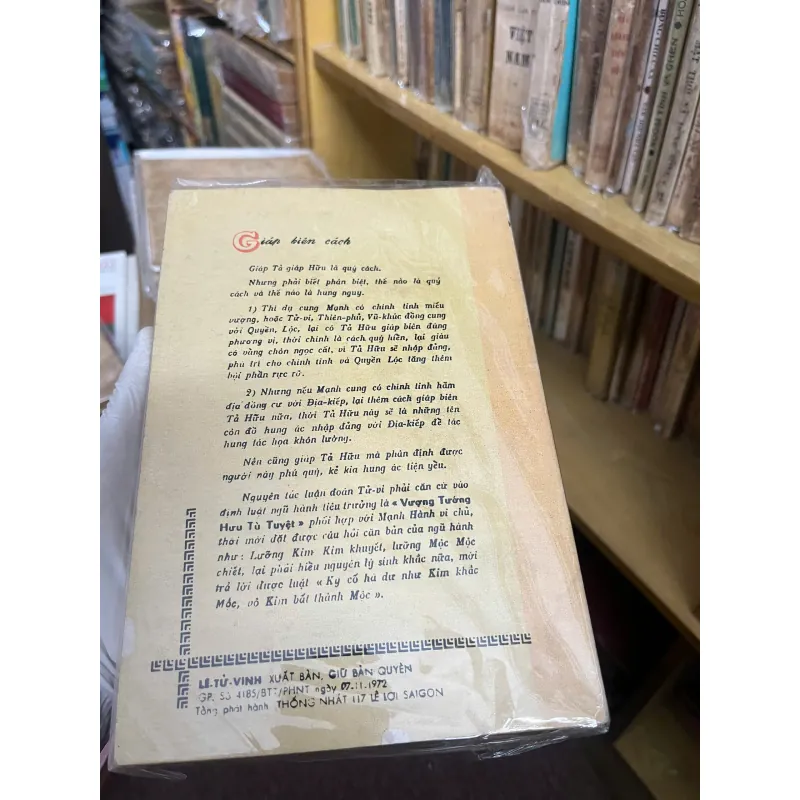 Giáp biên cách
Giáp Tả giáp Hữu là quý cách.
Nhưng phải biết phân biệt, thế nào là quý
cách và thế nào là hung nguy.
1) Thí dụ cung Mạnh có chính tinh miếu
vượng, hoặc Tử-vi, Thiên-phủ, Vũ-khúc đồng cung
với Quyền, Lộc, lại có Tả Hữu giáp biên đúng
phương vị, thời chính là cách quý hiển, lại giàu
có vàng chôn ngọc cất, vì Tả Hữu sẽ nhập đảng,
phù trì cho chính tinh và Quyền Lộc tăng thêm
bội phần rực rỡ.
2) Nhưng nếu Mạnh cung có chính tinh hãm
địa đồng cư với Địa-kiếp, lại thêm cách giáp biên
Tả Hữu nữa, thời Tả Hữu này sẽ là những tên
côn đồ hung ác nhập đảng với Địa-kiếp để tác
hung tác họa khôn lường.
Nên cũng giáp Tả Hữu mà phân định được
người này phú quý, kẻ kia hung ác tiện yểu.
Nguyên tắc luận đoán Tử-vi phải căn cứ vào
định luật ngũ hành tiêu trưởng là « Vượng Tướng
Hưu Tù Tuyệt » phối hợp với Mạnh Hành vi chủ,
thời mới đặt được câu hỏi căn bản của ngũ hành
như : Lưỡng Kim Kim khuyết, lưỡng Mộc Mộc
chiết, lại phải hiểu nguyên lý sinh khắc nữa, mới
trả lời được luật « Kỵ cố hà dư như Kim khắc
Mộc, vô Kim bất thành Mộc ».
LÊ-TỬ-VINH XUẤT BẢN, GIỮ BẢN QUYỀN
GP. Số 4185/BTT/PHNT ngày 07.11.1972
Tổng phát hành THỐNG NHẤT 117 LÊ LỢI SAIGON
VIỆT
NAM